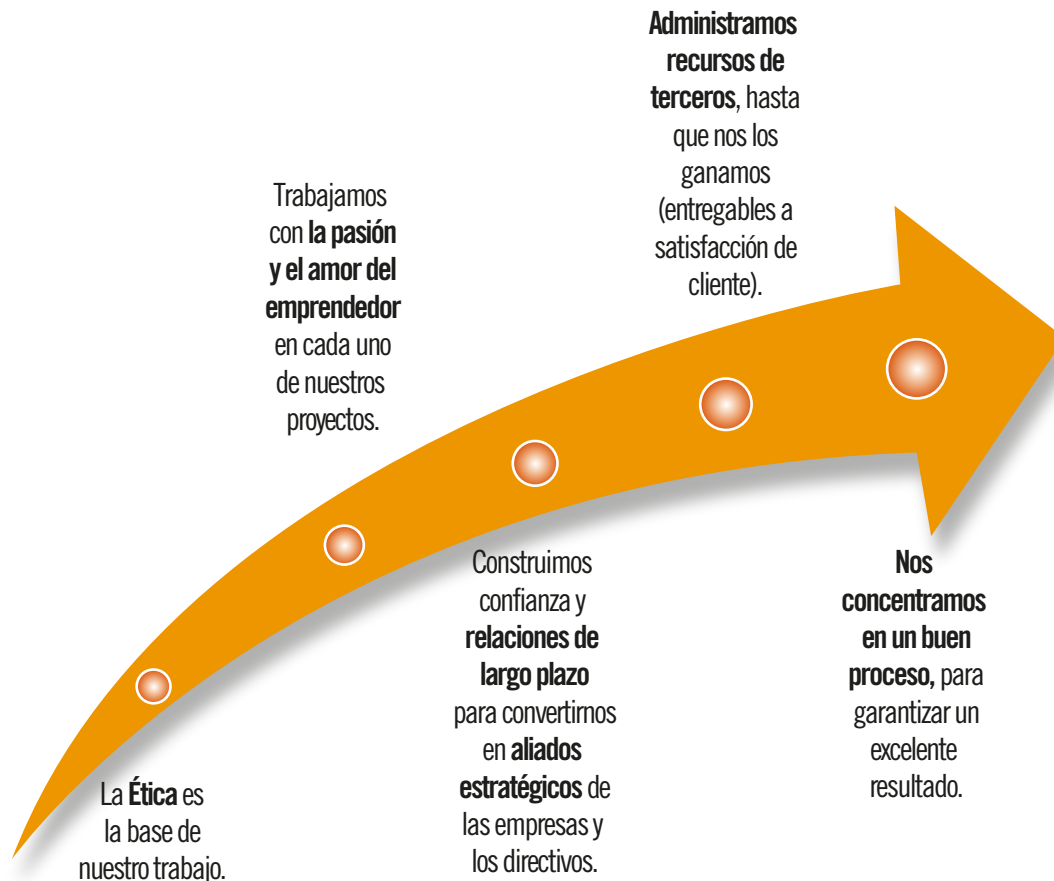 La Ética es
la base de
nuestro trabajo.
Trabajamos
con la pasión
y el amor del
emprendedor
en cada uno
de nuestros
proyectos.
Construimos
confianza y
relaciones de
largo plazo
para convertirnos
en aliados
estratégicos de
las empresas y
los directivos.
Administramos
recursos de
terceros, hasta
que nos los
ganamos
(entregables a
satisfacción de
cliente).
Nos
concentramos
en un buen
proceso, para
garantizar un
excelente
resultado.